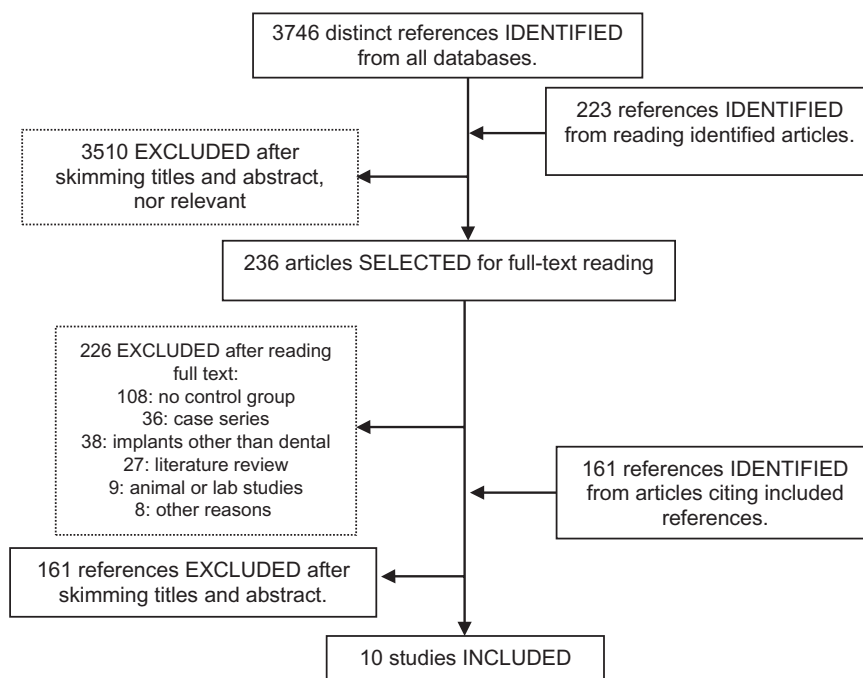 3746 distinct references IDENTIFIED
from all databases.
223 references IDENTIFIED
from reading identified articles.
3510 EXCLUDED after
skimming titles and abstract,
nor relevant
236 articles SELECTED for full-text reading
226 EXCLUDED after reading
full text:
108: no control group
36: case series
38: implants other than dental
27: literature review
9: animal or lab studies
8: other reasons
161 references IDENTIFIED
from articles citing included
references.
161 references EXCLUDED after
skimming titles and abstract.
10 studies INCLUDED